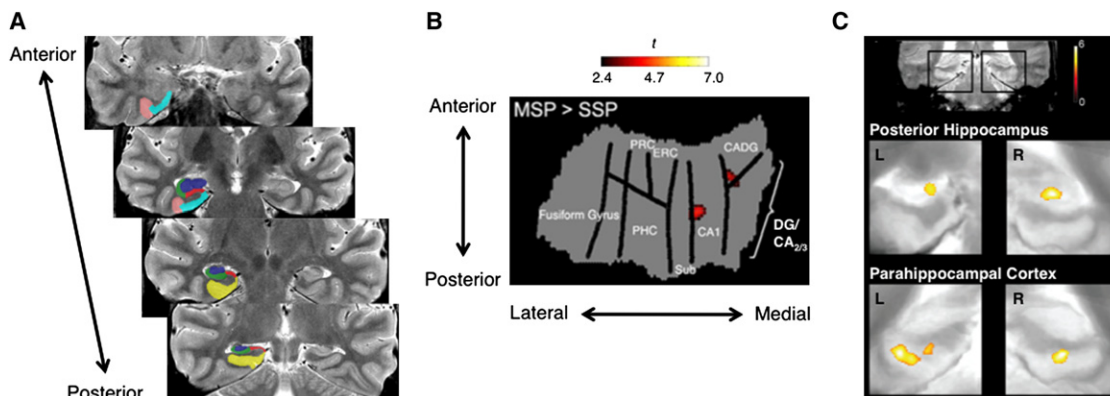 A
Anterior
Posterior
B
t
2.4 4.7 7.0
Anterior
Posterior
MSP > SSP
PRC
ERC
CADG
Fusiform Gyrus
PHC
CA1
Sub
DG/
CA2/3
Lateral Medial
C
6
0
Posterior Hippocampus
L R
Parahippocampal Cortex
L R